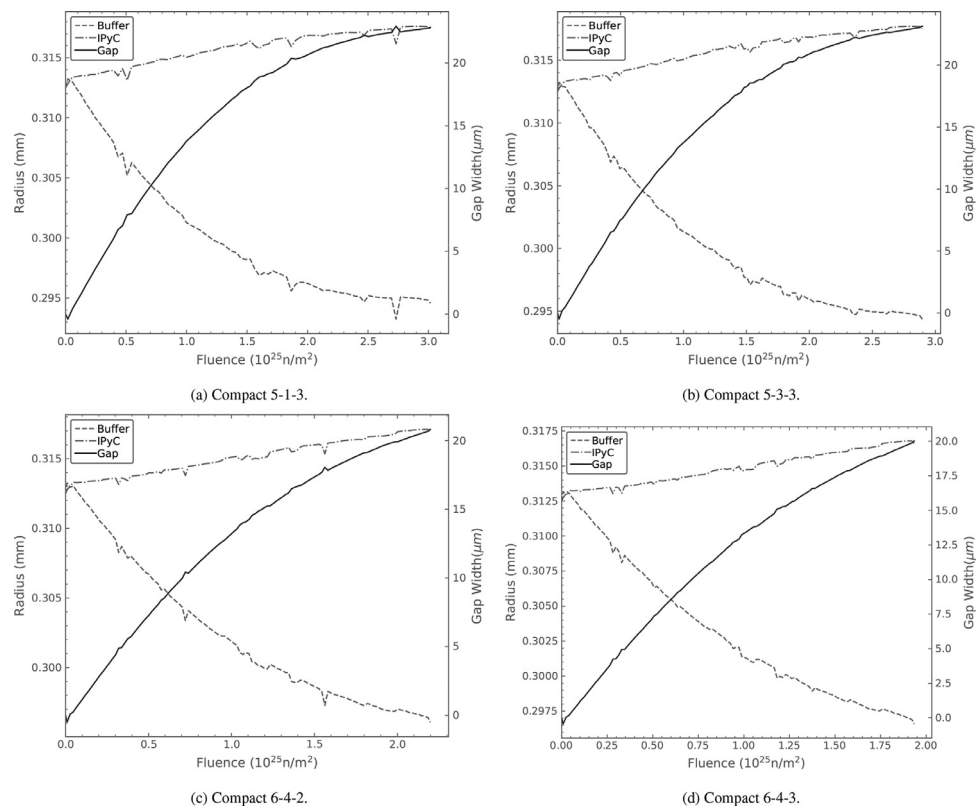 Buffer
IPyC
Gap
0.315
0.310
0.305
0.300
0.295
Radius (mm)
20
15
10
5
0
Gap Width(μm)
0.0 0.5 1.0 1.5 2.0 2.5 3.0
Fluence (10²⁵n/m²)
(a) Compact 5-1-3.
Buffer
IPyC
Gap
0.315
0.310
0.305
0.300
0.295
Radius (mm)
20
15
10
5
0
Gap Width(μm)
0.0 0.5 1.0 1.5 2.0 2.5 3.0
Fluence (10²⁵n/m²)
(b) Compact 5-3-3.
Buffer
IPyC
Gap
0.315
0.310
0.305
0.300
Radius (mm)
20
15
10
5
0
Gap Width(μm)
0.0 0.5 1.0 1.5 2.0
Fluence (10²⁵n/m²)
(c) Compact 6-4-2.
Buffer
IPyC
Gap
0.3175
0.3150
0.3125
0.3100
0.3075
0.3050
0.3025
0.3000
0.2975
Radius (mm)
20.0
17.5
15.0
12.5
10.0
7.5
5.0
2.5
0.0
Gap Width(μm)
0.00 0.25 0.50 0.75 1.00 1.25 1.50 1.75 2.00
Fluence (10²⁵n/m²)
(d) Compact 6-4-3.